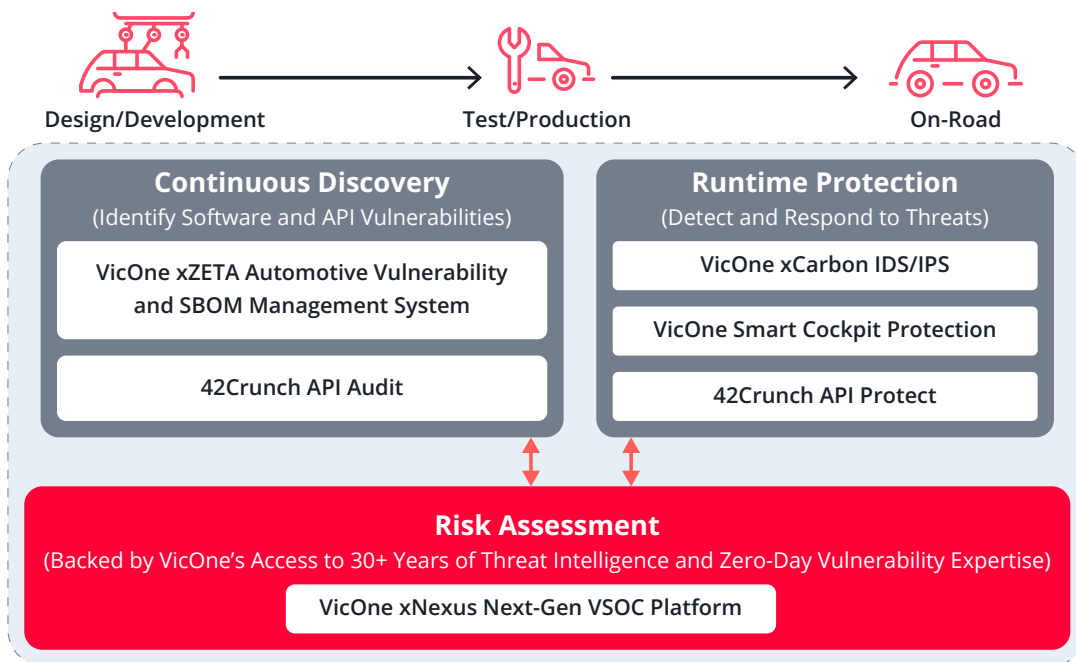 Design/Development
Test/Production
On-Road
Continuous Discovery
(Identify Software and API Vulnerabilities)
VicOne xZETA Automotive Vulnerability
and SBOM Management System
42Crunch API Audit
Runtime Protection
(Detect and Respond to Threats)
VicOne xCarbon IDS/IPS
VicOne Smart Cockpit Protection
42Crunch API Protect
Risk Assessment
(Backed by VicOne’s Access to 30+ Years of Threat Intelligence and Zero-Day Vulnerability Expertise)
VicOne xNexus Next-Gen VSOC Platform